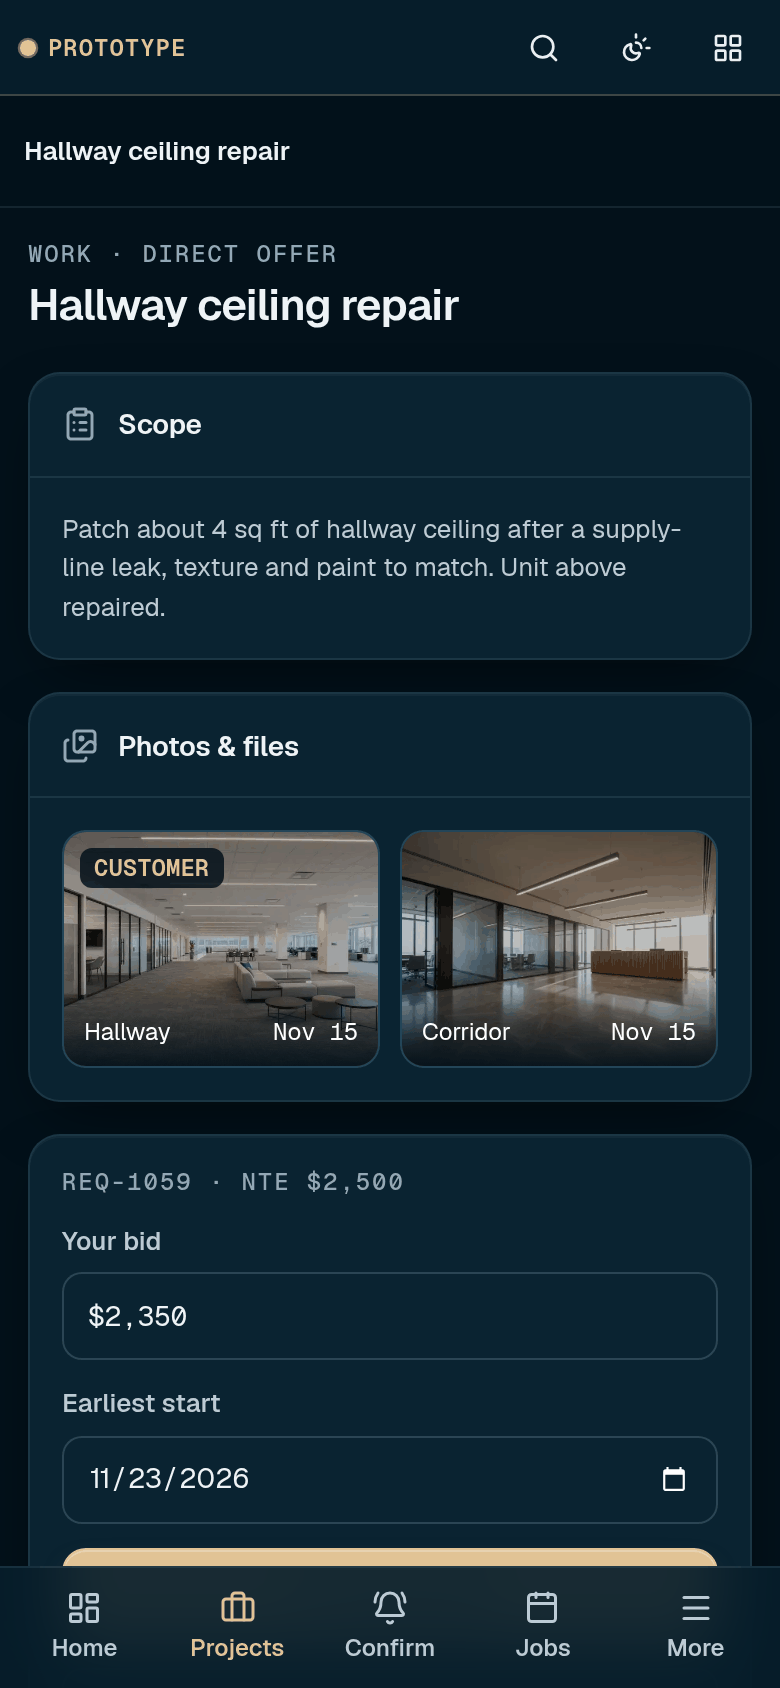 PROTOTYPE
Hallway ceiling repair
WORK · DIRECT OFFER
Hallway ceiling repair
Scope
Patch about 4 sq ft of hallway ceiling after a supply-
line leak, texture and paint to match. Unit above
repaired.
Photos & files
CUSTOMER
Hallway Nov 15
Corridor Nov 15
REQ-1059 · NTE $2,500
Your bid
$2,350
Earliest start
11/23/2026
Home
Projects
Confirm
Jobs
More